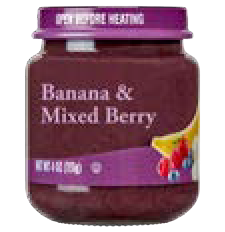 OPEN BEFORE HEATING
Banana &
Mixed Berry
NET WT 4 OZ (113g)